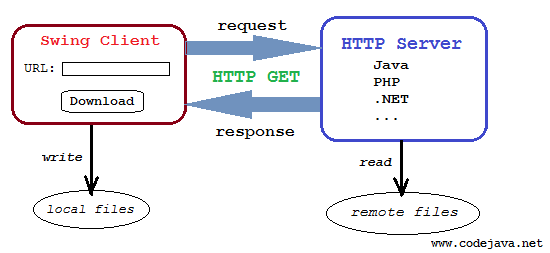 request
Swing Client
HTTP Server
URL:
Java
HTTP GET
PHP
Download
.NET
...
response
write
read
local files
remote files
www.codejava.net